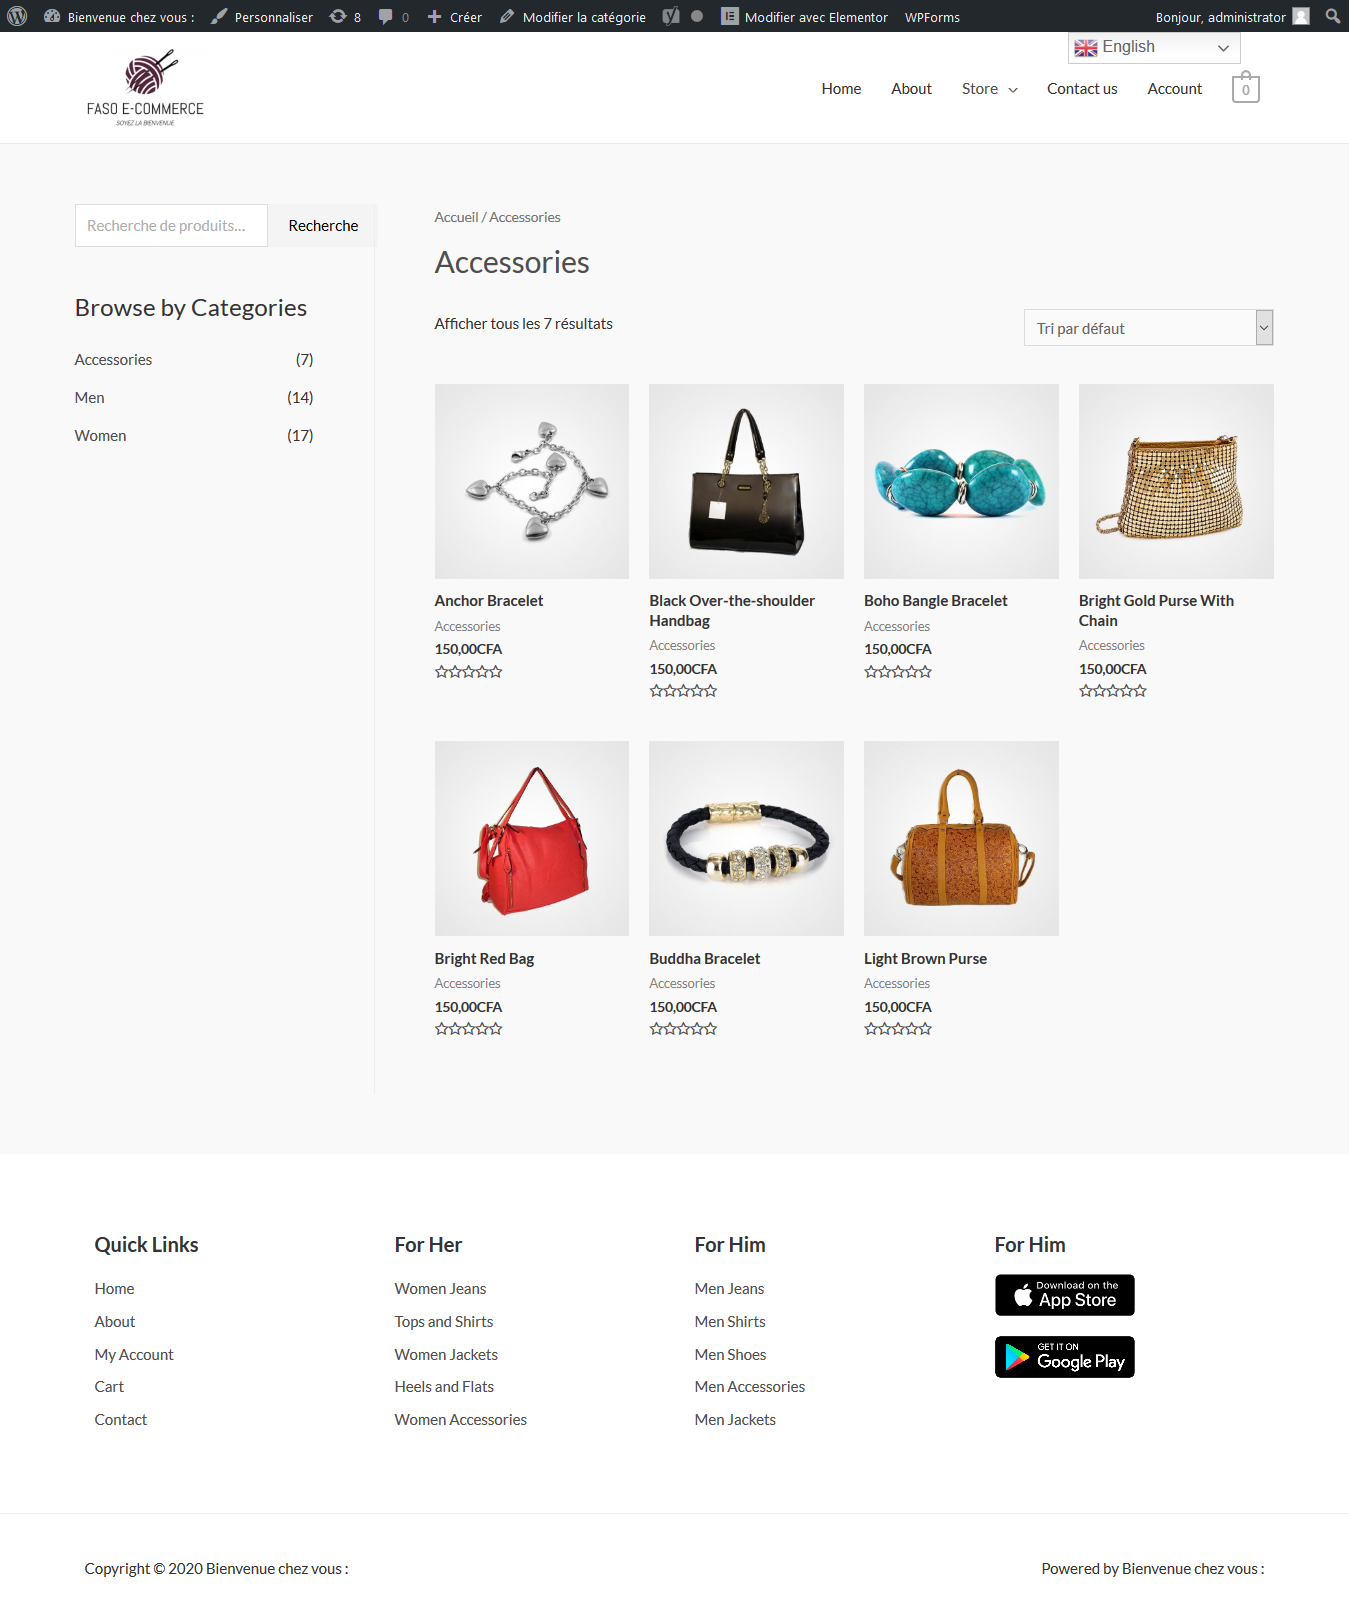 Bienvenue chez vous : Personnaliser 8 0 Créer Modifier la catégorie Modifier avec Elementor WPForms Bonjour, administrator
English
FASO E-COMMERCE
SOYEZ LA BIENVENUE
Home About Store Contact us Account 0
Recherche de produits... Recherche
Browse by Categories
Accessories (7)
Men (14)
Women (17)
Accueil / Accessories
Accessories
Afficher tous les 7 résultats
Tri par défaut
Anchor Bracelet
Accessories
150,00CFA
Black Over-the-shoulder
Handbag
Accessories
150,00CFA
Boho Bangle Bracelet
Accessories
150,00CFA
Bright Gold Purse With
Chain
Accessories
150,00CFA
Bright Red Bag
Accessories
150,00CFA
Buddha Bracelet
Accessories
150,00CFA
Light Brown Purse
Accessories
150,00CFA
Quick Links
Home
About
My Account
Cart
Contact
For Her
Women Jeans
Tops and Shirts
Women Jackets
Heels and Flats
Women Accessories
For Him
Men Jeans
Men Shirts
Men Shoes
Men Accessories
Men Jackets
For Him
Download on the
App Store
GET IT ON
Google Play
Copyright © 2020 Bienvenue chez vous :
Powered by Bienvenue chez vous :